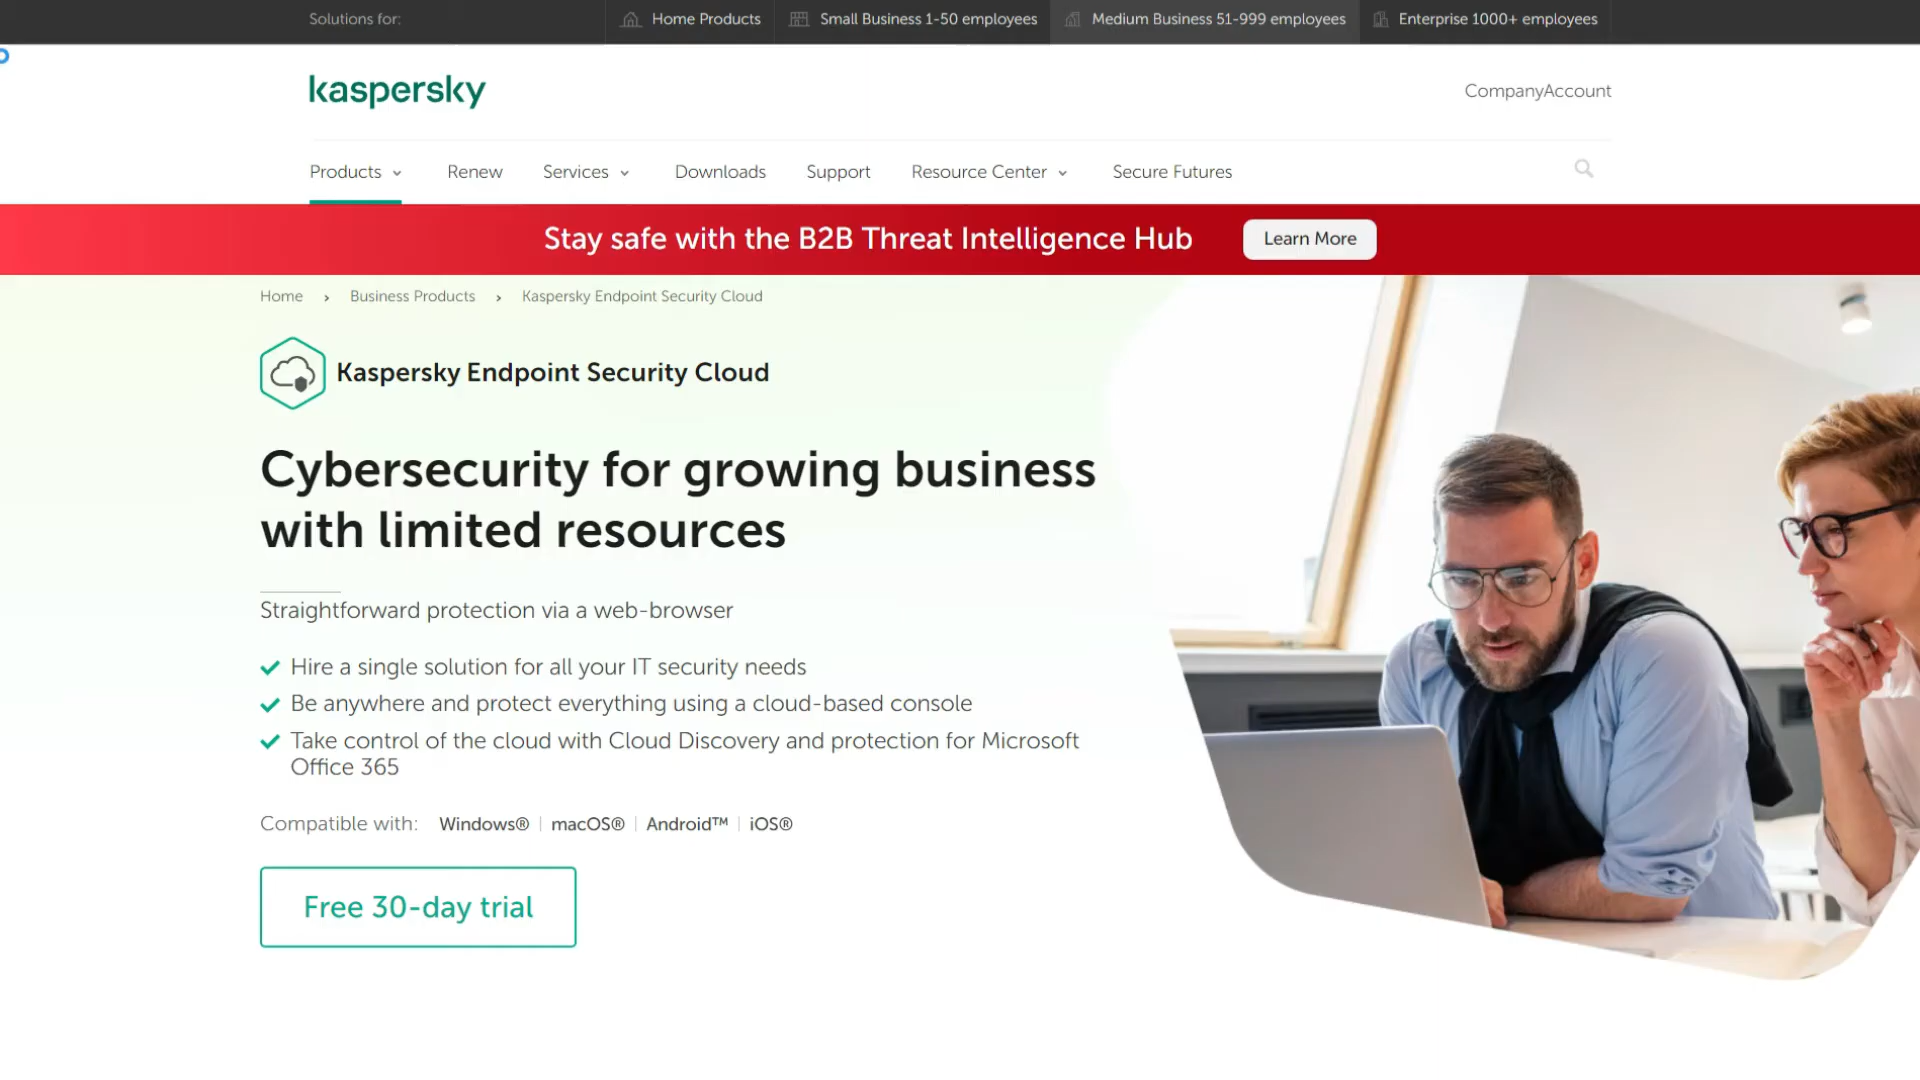 Solutions for:
Home Products
Small Business 1-50 employees
Medium Business 51-999 employees
Enterprise 1000+ employees
kaspersky
CompanyAccount
Products
Renew
Services
Downloads
Support
Resource Center
Secure Futures
Stay safe with the B2B Threat Intelligence Hub
Learn More
Home › Business Products › Kaspersky Endpoint Security Cloud
Kaspersky Endpoint Security Cloud
Cybersecurity for growing business
with limited resources
Straightforward protection via a web-browser
Hire a single solution for all your IT security needs
Be anywhere and protect everything using a cloud-based console
Take control of the cloud with Cloud Discovery and protection for Microsoft
Office 365
Compatible with: Windows® | macOS® | Android™ | iOS®
Free 30-day trial